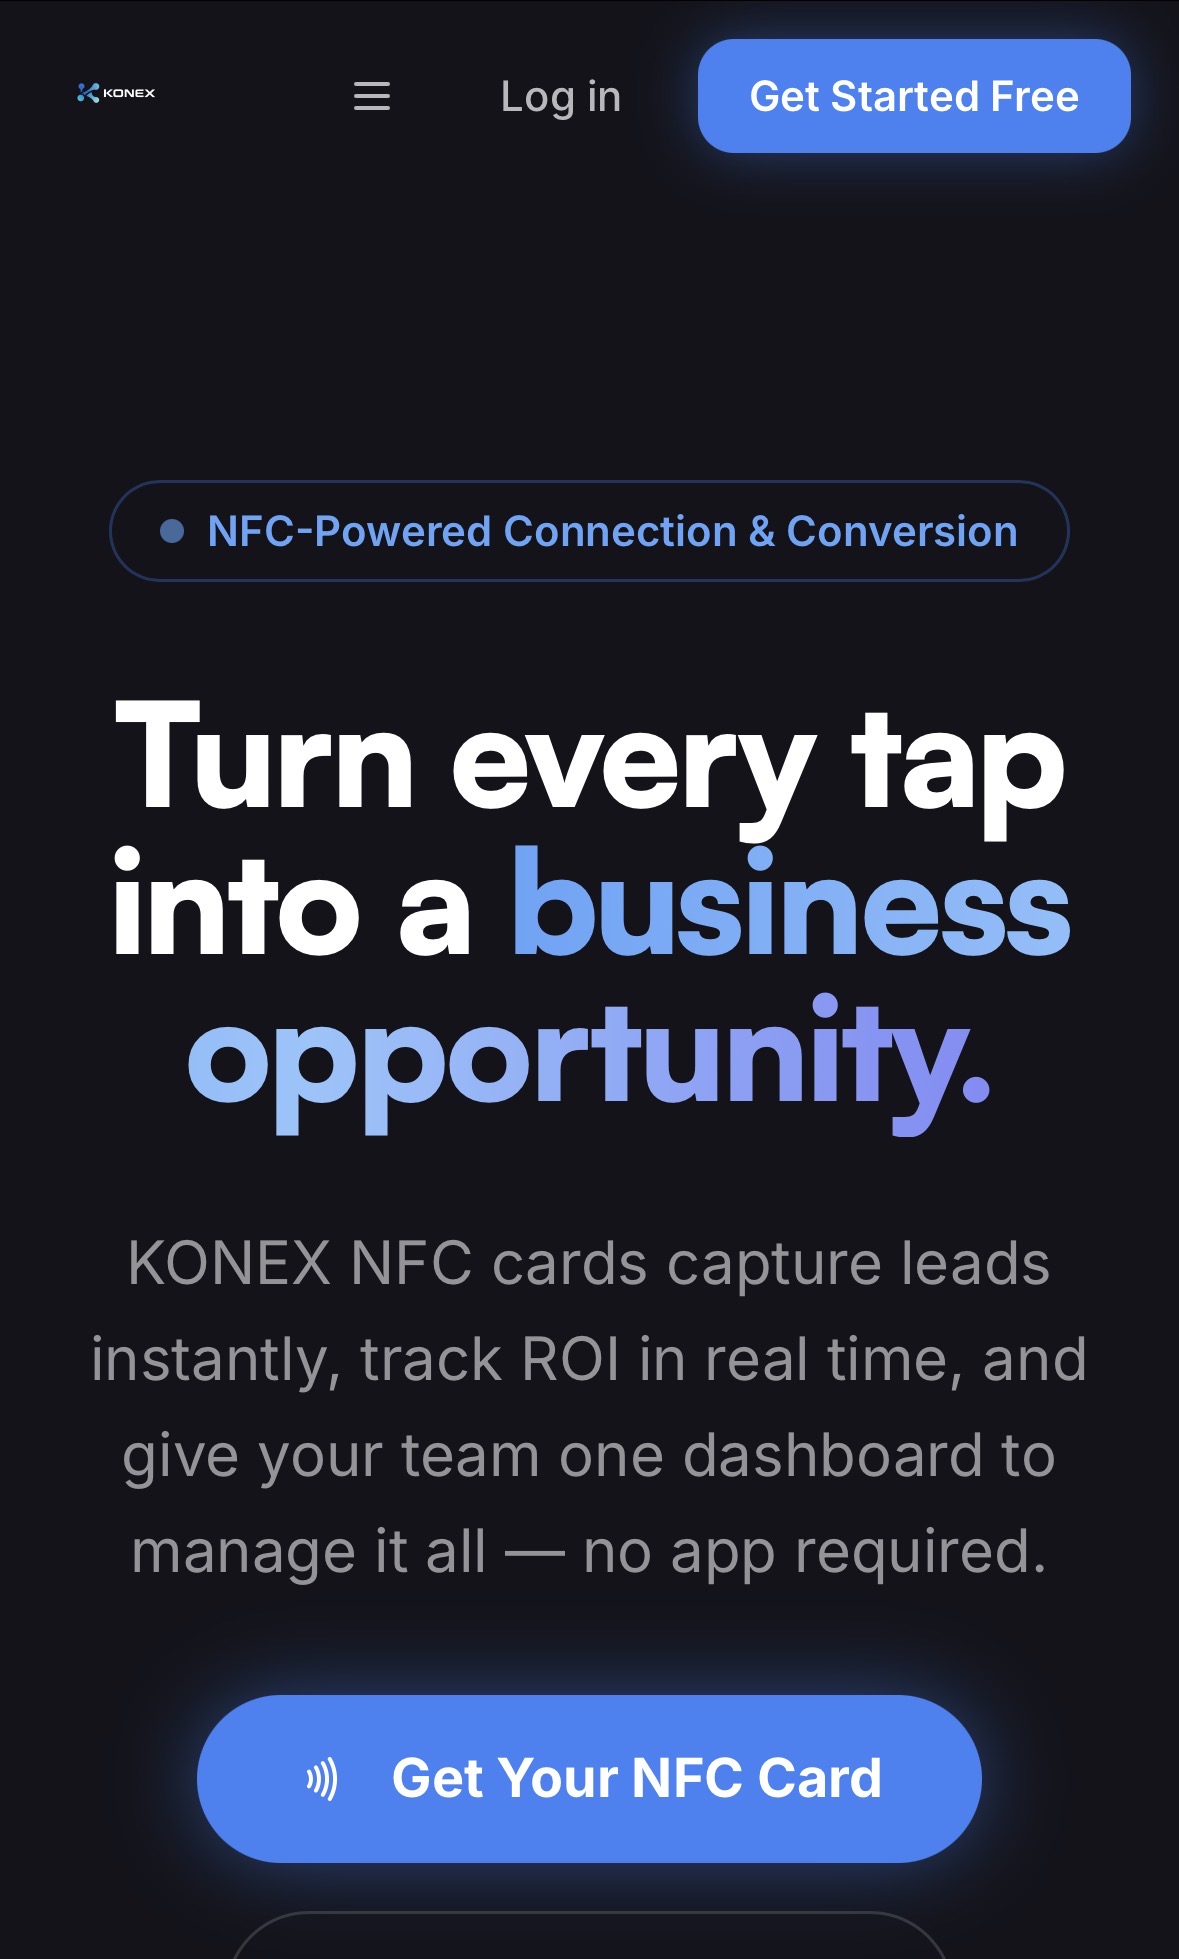 KONEX
Log in
Get Started Free
NFC-Powered Connection & Conversion
Turn every tap
into a business
opportunity.
KONEX NFC cards capture leads
instantly, track ROI in real time, and
give your team one dashboard to
manage it all — no app required.
Get Your NFC Card